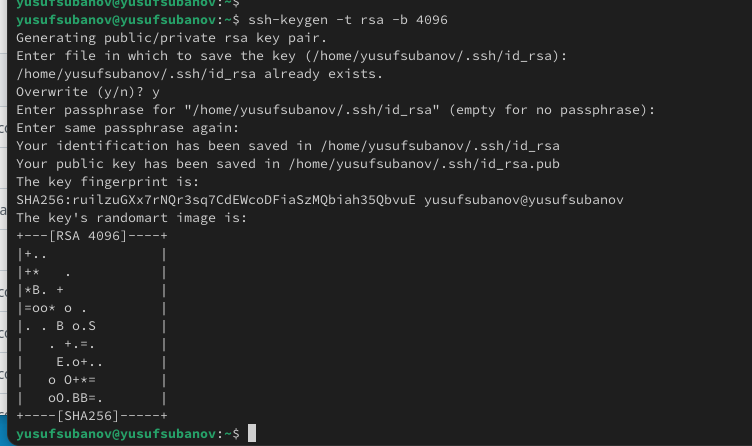 yusufsubanov@yusufsubanov:~$
yusufsubanov@yusufsubanov:~$ ssh-keygen -t rsa -b 4096
Generating public/private rsa key pair.
Enter file in which to save the key (/home/yusufsubanov/.ssh/id_rsa):
/home/yusufsubanov/.ssh/id_rsa already exists.
Overwrite (y/n)? y
Enter passphrase for "/home/yusufsubanov/.ssh/id_rsa" (empty for no passphrase):
Enter same passphrase again:
Your identification has been saved in /home/yusufsubanov/.ssh/id_rsa
Your public key has been saved in /home/yusufsubanov/.ssh/id_rsa.pub
The key fingerprint is:
SHA256:ruilzuGXx7rNQr3sq7CdEWcoDFiaSzMQbiah35QbvuE yusufsubanov@yusufsubanov
The key's randomart image is:
+---[RSA 4096]----+
|+..              |
|+*   .           |
|*B. +            |
|=oo* o .         |
|. . B o.S        |
|   . +.=.        |
|    E.o+..       |
|   o O+*=        |
|   oO.BB=.       |
+----[SHA256]-----+
yusufsubanov@yusufsubanov:~$